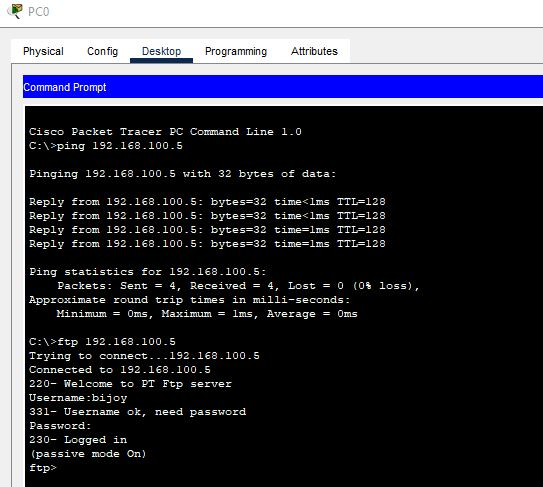 PC0
Physical Config Desktop Programming Attributes
Command Prompt
Cisco Packet Tracer PC Command Line 1.0
C:\>ping 192.168.100.5
Pinging 192.168.100.5 with 32 bytes of data:
Reply from 192.168.100.5: bytes=32 time<1ms TTL=128
Reply from 192.168.100.5: bytes=32 time<1ms TTL=128
Reply from 192.168.100.5: bytes=32 time=1ms TTL=128
Reply from 192.168.100.5: bytes=32 time=1ms TTL=128
Ping statistics for 192.168.100.5:
Packets: Sent = 4, Received = 4, Lost = 0 (0% loss),
Approximate round trip times in milli-seconds:
Minimum = 0ms, Maximum = 1ms, Average = 0ms
C:\>ftp 192.168.100.5
Trying to connect...192.168.100.5
Connected to 192.168.100.5
220- Welcome to PT Ftp server
Username:bijoy
331- Username ok, need password
Password:
230- Logged in
(passive mode On)
ftp>